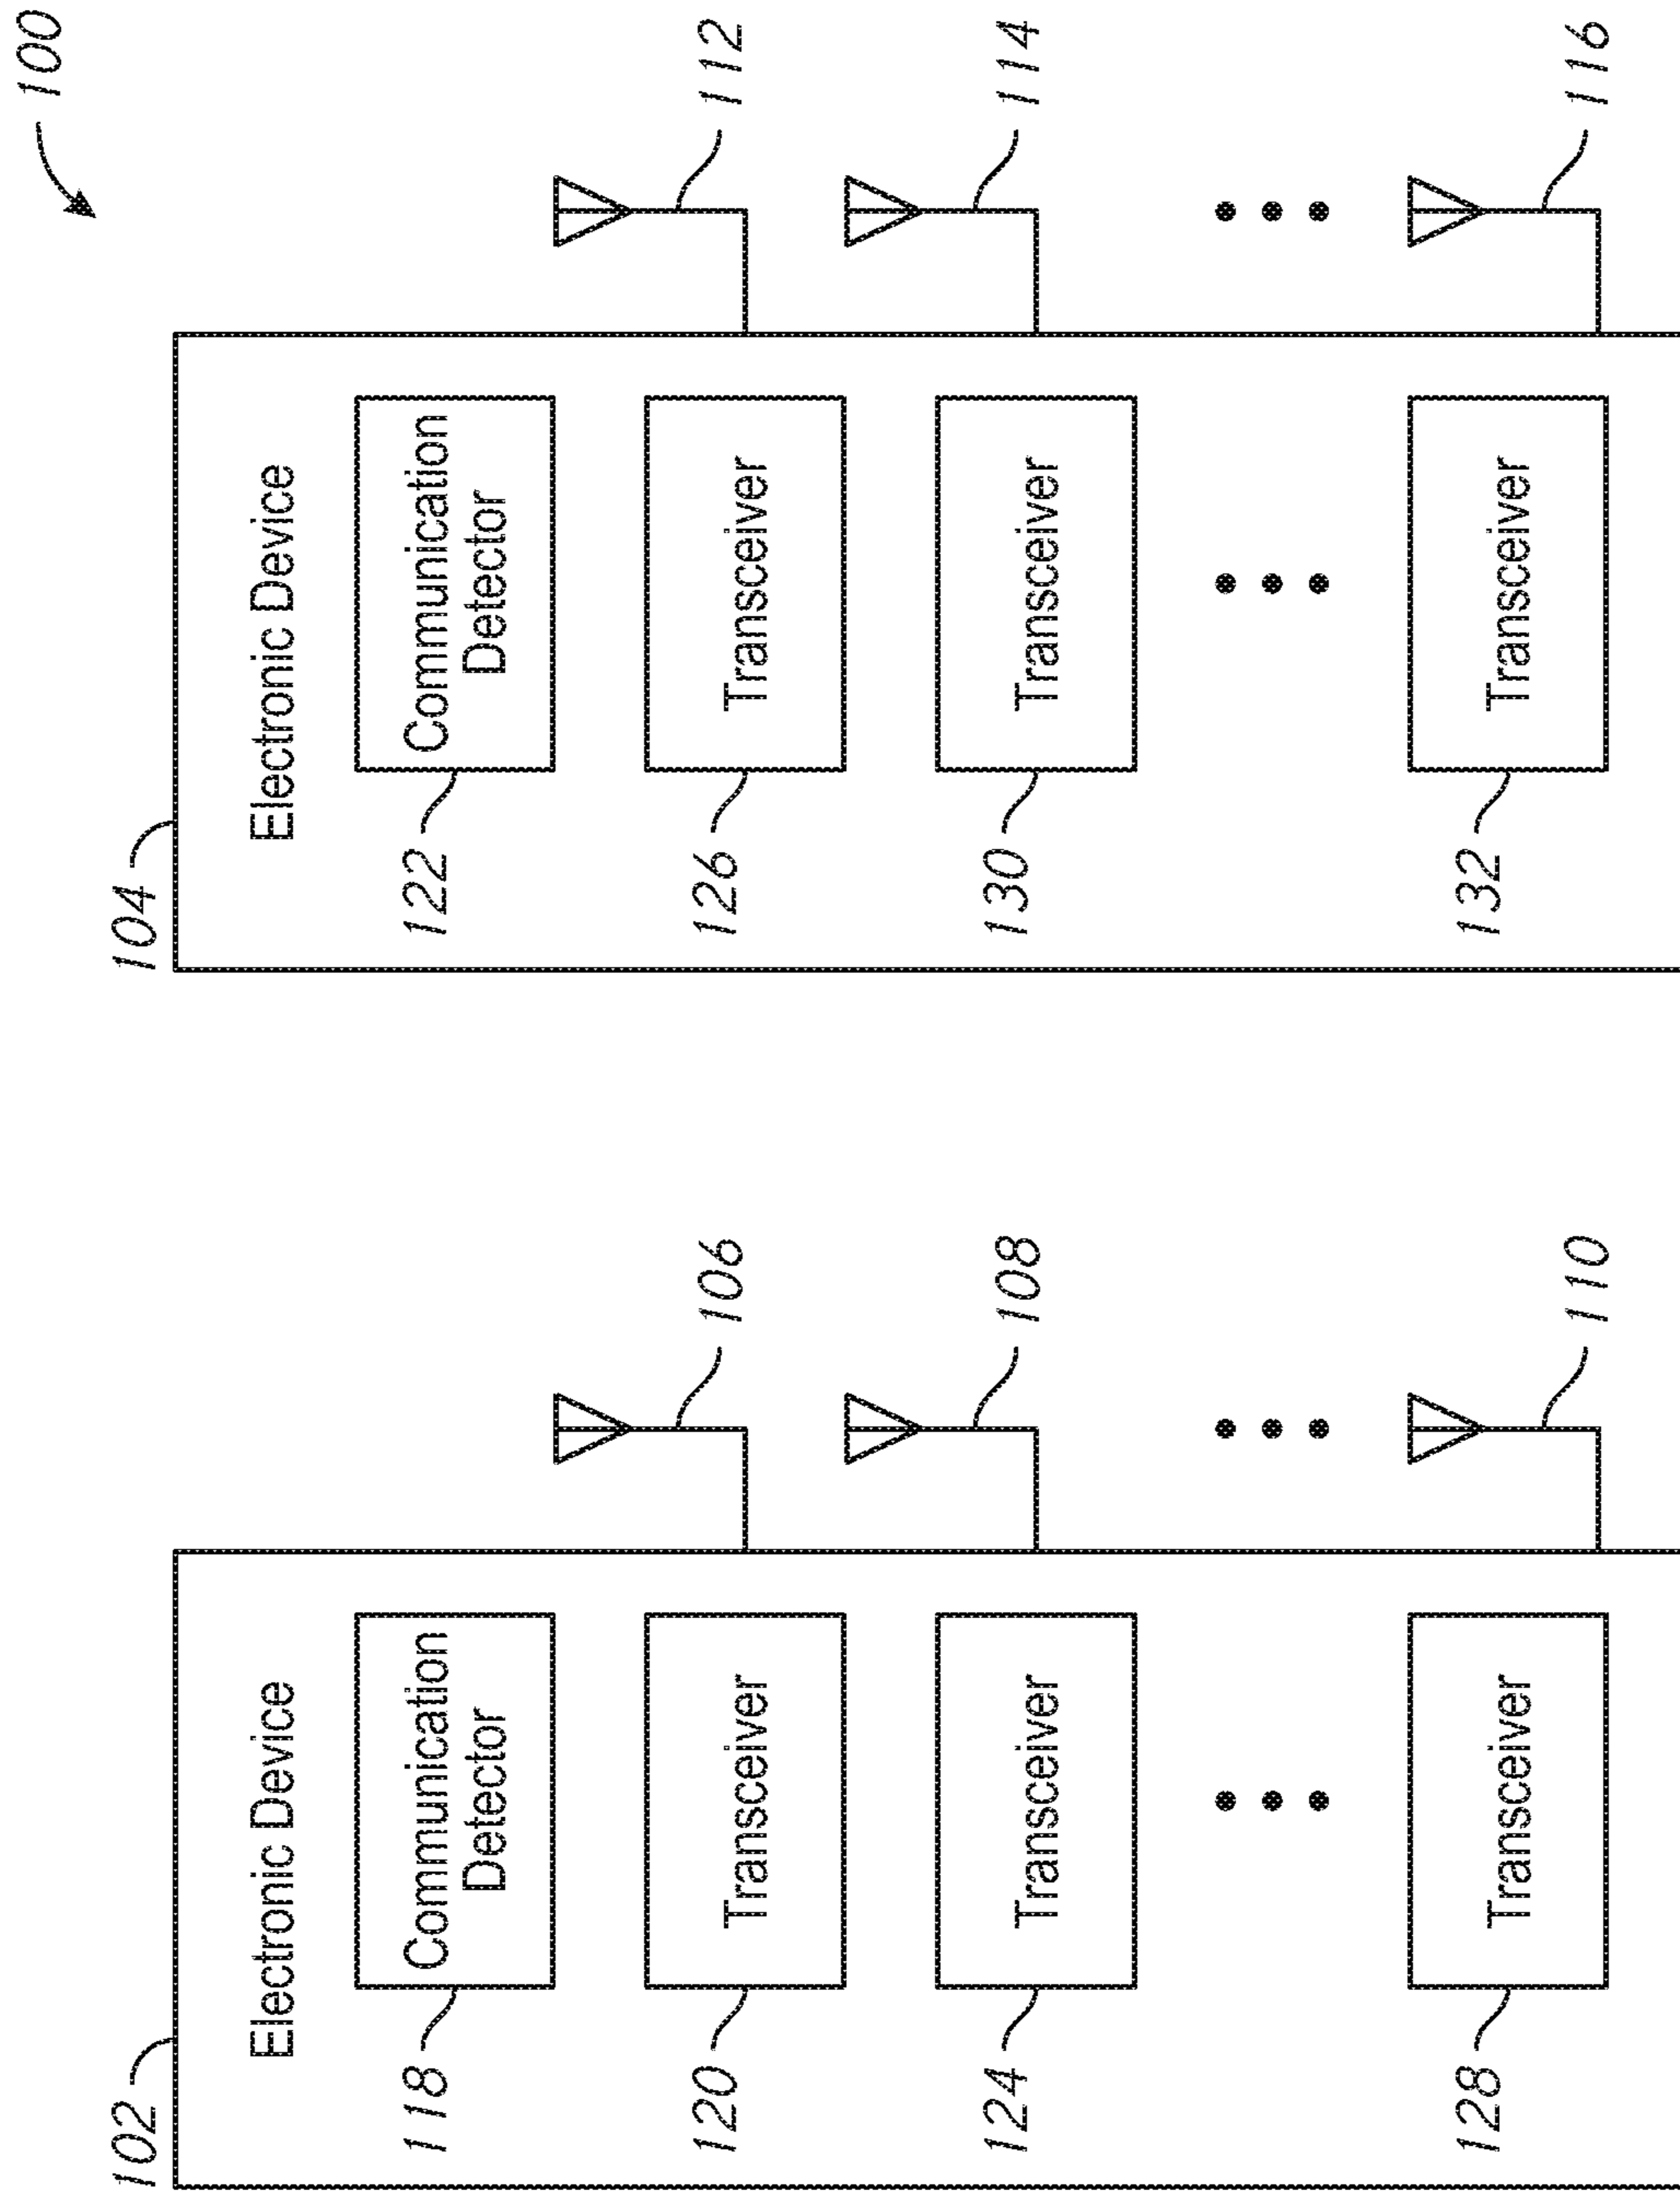 100
102
Electronic Device
118
Communication
Detector
106
120
Transceiver
108
124
Transceiver
110
128
Transceiver
104
Electronic Device
122
Communication
Detector
112
126
Transceiver
114
130
Transceiver
116
132
Transceiver